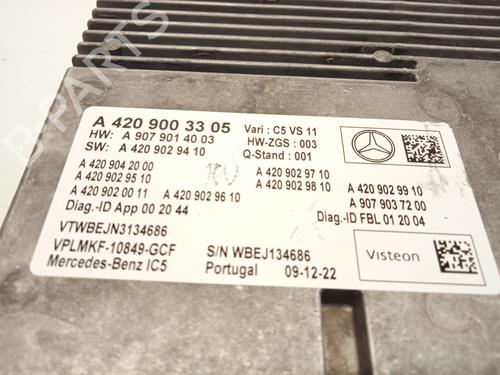 A 420 900 33 05 Vari : C5 VS 11
HW: A 907 901 40 03 HW-ZGS : 003
SW: A 420 902 94 10 Q-Stand : 001
A 420 904 20 00 A 420 902 97 10
A 420 902 95 10 A 420 902 98 10 A 420 902 99 10
A 420 902 00 11 A 420 902 96 10 A 907 903 72 00
Diag.-ID App 00 20 44 Diag.-ID FBL 01 20 04
VTWBEJN3134686
VPLMKF-10849-GCF S/N WBEJ134686
Mercedes-Benz IC5 Portugal 09-12-22
Visteon